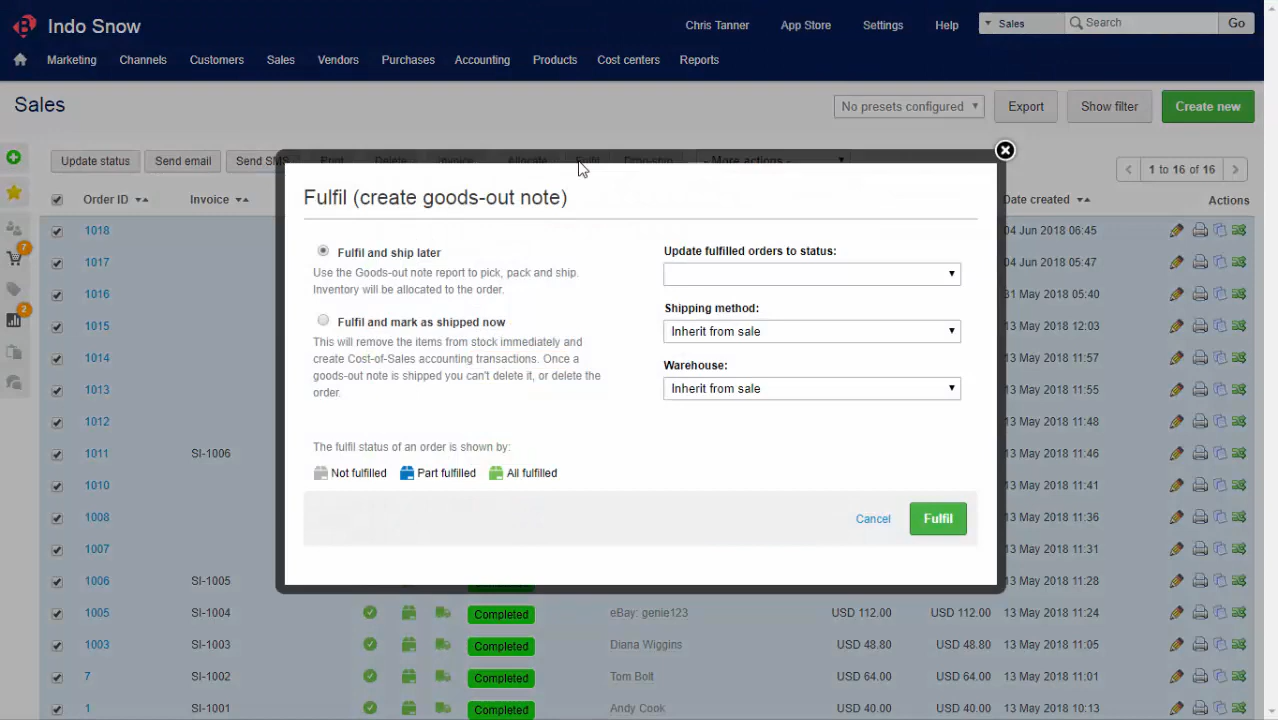 Indo Snow
Chris Tanner App Store Settings Help Sales Search Go
Marketing Channels Customers Sales Vendors Purchases Accounting Products Cost centers Reports
Sales
No presets configured Export Show filter Create new
Update status Send email Send SMS Print Delete Invoice Allocate Fulfil Drop-ship - More actions -
1 to 16 of 16
Order ID Invoice Date created Actions
Fulfil (create goods-out note)
Fulfil and ship later
Use the Goods-out note report to pick, pack and ship.
Inventory will be allocated to the order.
Fulfil and mark as shipped now
This will remove the items from stock immediately and
create Cost-of-Sales accounting transactions. Once a
goods-out note is shipped you can't delete it, or delete the
order.
Update fulfilled orders to status:
Shipping method:
Inherit from sale
Warehouse:
Inherit from sale
The fulfil status of an order is shown by:
Not fulfilled Part fulfilled All fulfilled
Cancel Fulfil
7
2
1018 04 Jun 2018 06:45
1017 04 Jun 2018 05:47
1016 31 May 2018 05:40
1015 13 May 2018 12:03
1014 13 May 2018 11:57
1013 13 May 2018 11:55
1012 13 May 2018 11:48
1011 SI-1006 13 May 2018 11:46
1010 13 May 2018 11:41
1008 13 May 2018 11:36
1007 13 May 2018 11:31
1006 SI-1005 13 May 2018 11:28
1005 SI-1004 Completed eBay: genie123 USD 112.00 USD 112.00 13 May 2018 11:24
1003 SI-1003 Completed Diana Wiggins USD 48.80 USD 48.80 13 May 2018 11:05
7 SI-1002 Completed Tom Bolt USD 64.00 USD 64.00 13 May 2018 11:01
1 SI-1001 Completed Andy Cook USD 40.00 USD 40.00 13 May 2018 10:43